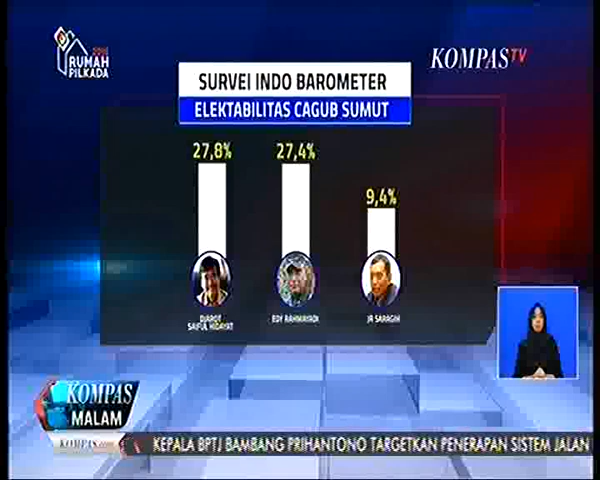 2018
RUMAH
PILKADA
KOMPAS TV
SURVEI INDO BAROMETER
ELEKTABILITAS CAGUB SUMUT
27,8%
27,4%
9,4%
DJAROT
SAIFUL HIDAYAT
EDY RAHMAYADI
JR SARAGIH
KOMPAS
MALAM
KOMPAS.com
KEPALA BPTJ BAMBANG PRIHANTONO TARGETKAN PENERAPAN SISTEM JALAN